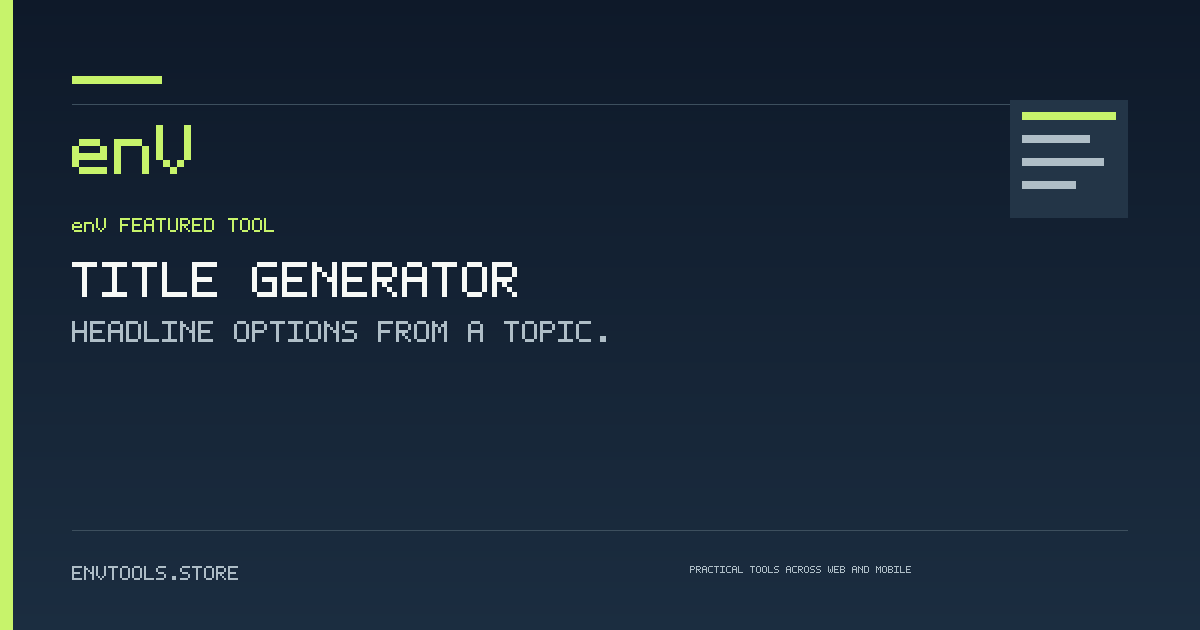 enV
enV FEATURED TOOL
TITLE GENERATOR
HEADLINE OPTIONS FROM A TOPIC.
ENVTOOLS.STORE
PRACTICAL TOOLS ACROSS WEB AND MOBILE